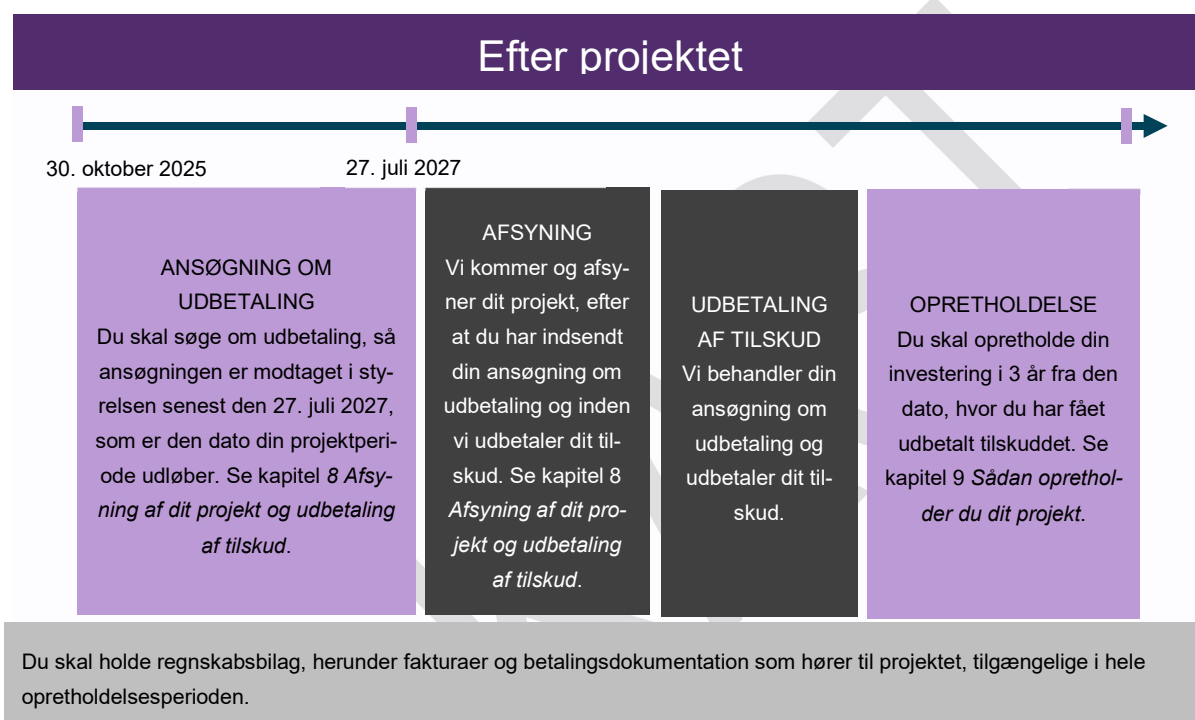 Efter projektet
30. oktober 2025
27. juli 2027
ANSØGNING OM
UDBETALING
Du skal søge om udbetaling, så
ansøgningen er modtaget i sty-
relsen senest den 27. juli 2027,
som er den dato din projektperi-
ode udløber. Se kapitel 8 Afsy-
ning af dit projekt og udbetaling
af tilskud.
AFSYNING
Vi kommer og afsy-
ner dit projekt, efter
at du har indsendt
din ansøgning om
udbetaling og inden
vi udbetaler dit til-
skud. Se kapitel 8
Afsyning af dit pro-
jekt og udbetaling
af tilskud.
UDBETALING
AF TILSKUD
Vi behandler din
ansøgning om
udbetaling og
udbetaler dit til-
skud.
OPRETHOLDELSE
Du skal opretholde din
investering i 3 år fra den
dato, hvor du har fået
udbetalt tilskuddet. Se
kapitel 9 Sådan oprethol-
der du dit projekt.
Du skal holde regnskabsbilag, herunder fakturaer og betalingsdokumentation som hører til projektet, tilgængelige i hele
opretholdelsesperioden.